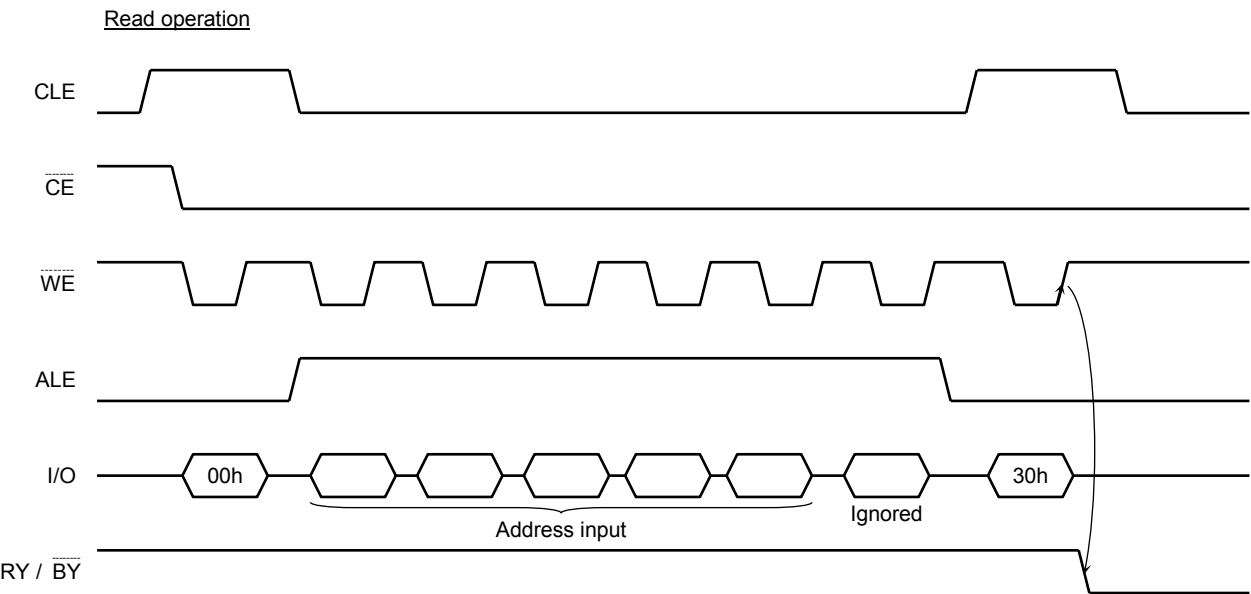 Read operation
CLE
CE
WE
ALE
I/O
00h
30h
Address input
Ignored
RY / BY